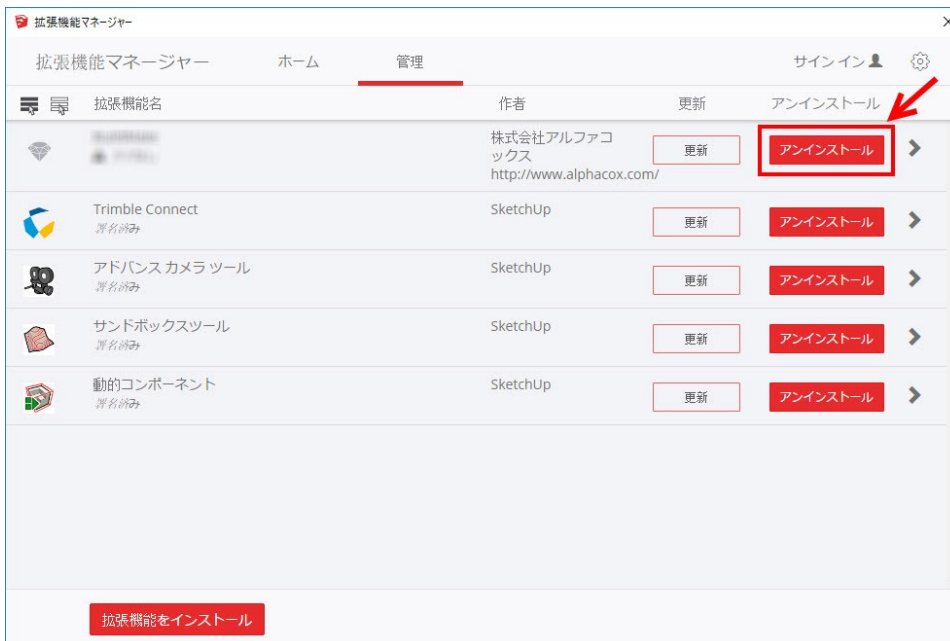 拡張機能マネージャー
拡張機能マネージャー ホーム 管理 サイン イン
拡張機能名 作者 更新 アンインストール
株式会社アルファコ
ックス
http://www.alphacox.com/
更新 アンインストール
Trimble Connect SketchUp
署名済み
更新 アンインストール
アドバンス カメラ ツール SketchUp
署名済み
更新 アンインストール
サンドボックスツール SketchUp
署名済み
更新 アンインストール
動的コンポーネント SketchUp
署名済み
更新 アンインストール
拡張機能をインストール